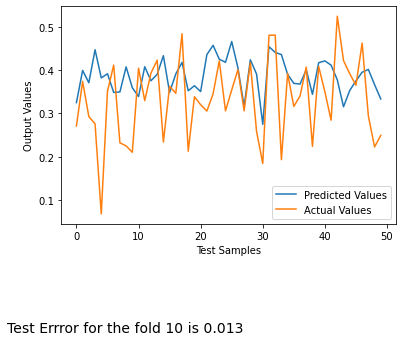 0.5
0.4
0.3
0.2
0.1
Output Values
Predicted Values
Actual Values
0 10 20 30 40 50
Test Samples
Test Errror for the fold 10 is 0.013